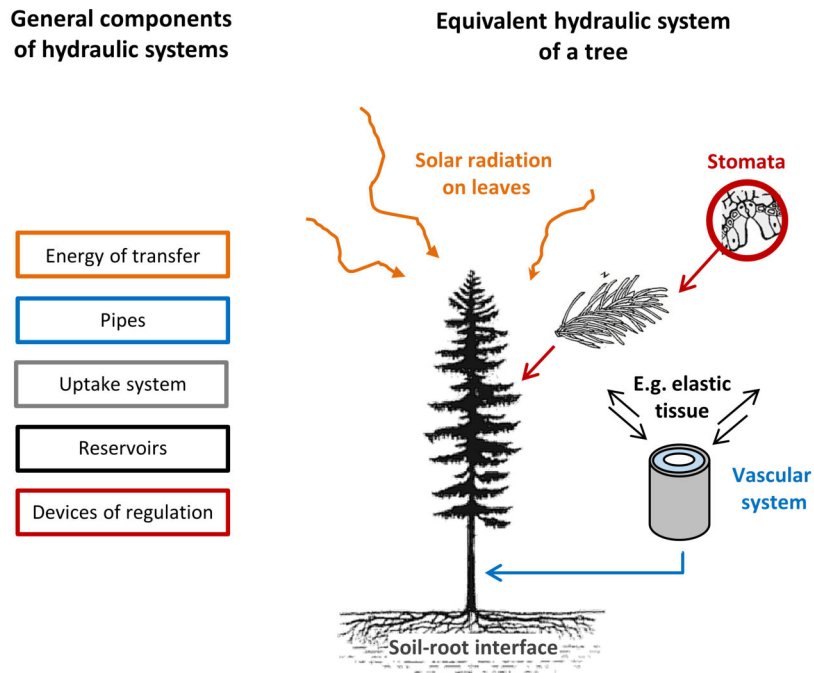 General components
of hydraulic systems
Equivalent hydraulic system
of a tree
Energy of transfer
Pipes
Uptake system
Reservoirs
Devices of regulation
Solar radiation
on leaves
Stomata
E.g. elastic
tissue
Vascular
system
Soil-root interface